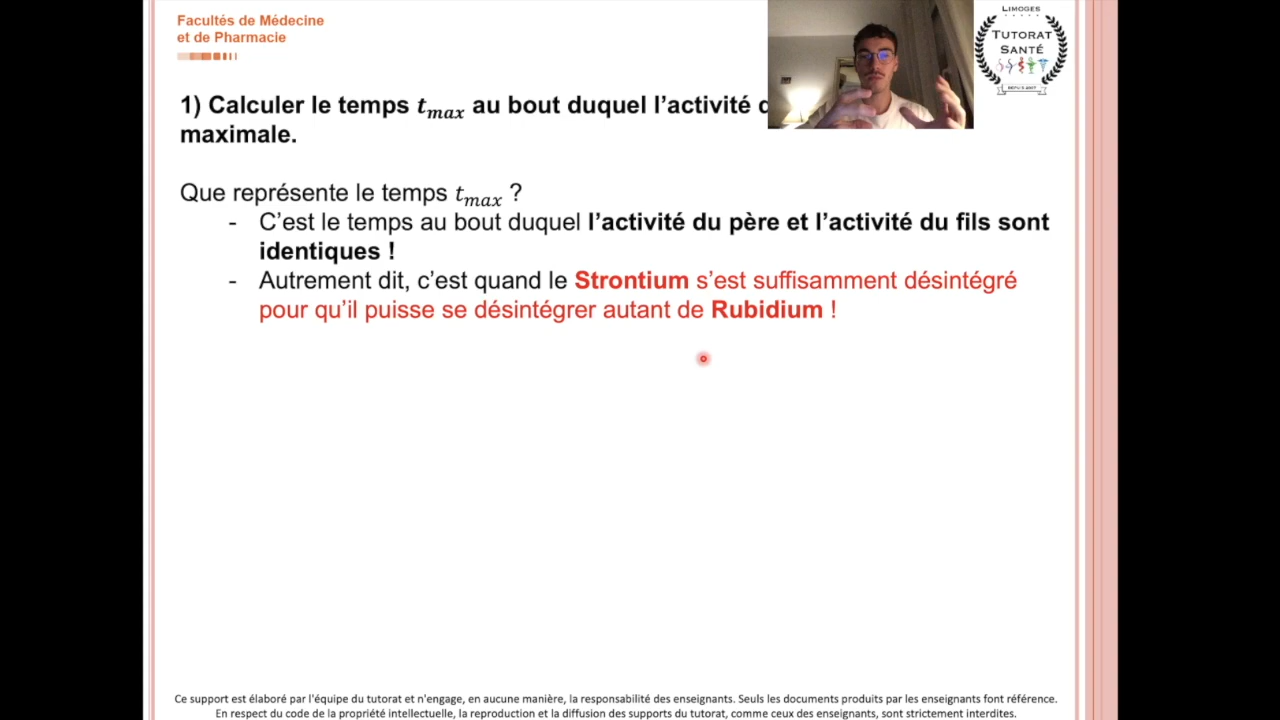 Facultés de Médecine
et de Pharmacie
LIMOGES
TUTORAT
SANTÉ
DEPUIS 2007
1) Calculer le temps t_max au bout duquel l'activité
maximale.
Que représente le temps t_max ?
- C'est le temps au bout duquel l'activité du père et l'activité du fils sont
identiques !
- Autrement dit, c'est quand le Strontium s'est suffisamment désintégré
pour qu'il puisse se désintégrer autant de Rubidium !
Ce support est élaboré par l'équipe du tutorat et n'engage, en aucune manière, la responsabilité des enseignants. Seuls les documents produits par les enseignants font référence.
En respect du code de la propriété intellectuelle, la reproduction et la diffusion des supports du tutorat, comme ceux des enseignants, sont strictement interdites.